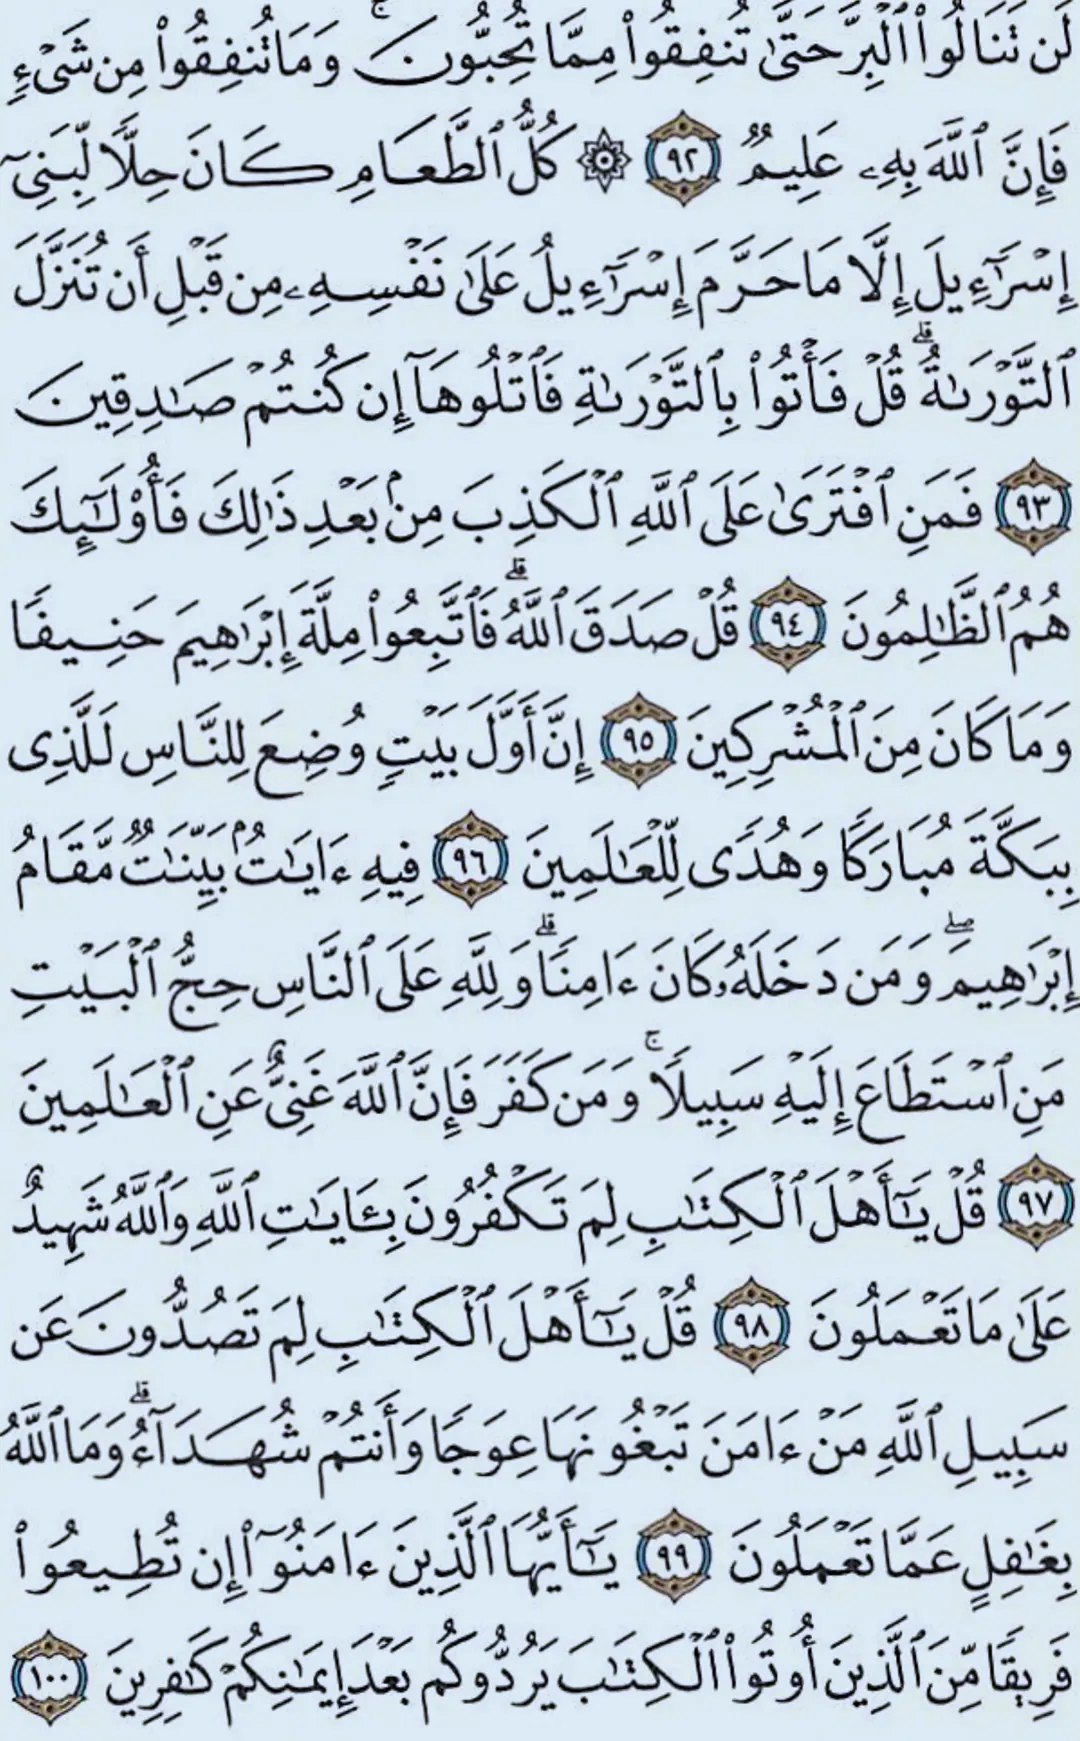 لَن تَنَالُوا۟ ٱلْبِرَّ حَتَّىٰ تُنفِقُوا۟ مِمَّا تُحِبُّونَ ۚ وَمَا تُنفِقُوا۟ مِن شَىْءٍ
فَإِنَّ ٱللَّهَ بِهِۦ عَلِيمٌ ٩٢ ۞ كُلُّ ٱلطَّعَامِ كَانَ حِلًّا لِّبَنِىٓ
إِسْرَٰٓءِيلَ إِلَّا مَا حَرَّمَ إِسْرَٰٓءِيلُ عَلَىٰ نَفْسِهِۦ مِن قَبْلِ أَن تُنَزَّلَ
ٱلتَّوْرَىٰةُ ۗ قُلْ فَأْتُوا۟ بِٱلتَّوْرَىٰةِ فَٱتْلُوهَآ إِن كُنتُمْ صَـٰدِقِينَ
٩٣ فَمَنِ ٱفْتَرَىٰ عَلَى ٱللَّهِ ٱلْكَذِبَ مِنۢ بَعْدِ ذَٰلِكَ فَأُو۟لَـٰٓئِكَ
هُمُ ٱلظَّـٰلِمُونَ ٩٤ قُلْ صَدَقَ ٱللَّهُ ۗ فَٱتَّبِعُوا۟ مِلَّةَ إِبْرَٰهِيمَ حَنِيفًا
وَمَا كَانَ مِنَ ٱلْمُشْرِكِينَ ٩٥ إِنَّ أَوَّلَ بَيْتٍ وُضِعَ لِلنَّاسِ لَلَّذِى
بِبَكَّةَ مُبَارَكًا وَهُدًى لِّلْعَـٰلَمِينَ ٩٦ فِيهِ ءَايَـٰتٌۢ بَيِّنَـٰتٌ مَّقَامُ
إِبْرَٰهِيمَ ۖ وَمَن دَخَلَهُۥ كَانَ ءَامِنًا ۗ وَلِلَّهِ عَلَى ٱلنَّاسِ حِجُّ ٱلْبَيْتِ
مَنِ ٱسْتَطَاعَ إِلَيْهِ سَبِيلًا ۚ وَمَن كَفَرَ فَإِنَّ ٱللَّهَ غَنِىٌّ عَنِ ٱلْعَـٰلَمِينَ
٩٧ قُلْ يَـٰٓأَهْلَ ٱلْكِتَـٰبِ لِمَ تَكْفُرُونَ بِـَٔايَـٰتِ ٱللَّهِ وَٱللَّهُ شَهِيدٌ
عَلَىٰ مَا تَعْمَلُونَ ٩٨ قُلْ يَـٰٓأَهْلَ ٱلْكِتَـٰبِ لِمَ تَصُدُّونَ عَن
سَبِيلِ ٱللَّهِ مَنْ ءَامَنَ تَبْغُونَهَا عِوَجًا وَأَنتُمْ شُهَدَآءُ ۗ وَمَا ٱللَّهُ
بِغَـٰفِلٍ عَمَّا تَعْمَلُونَ ٩٩ يَـٰٓأَيُّهَا ٱلَّذِينَ ءَامَنُوٓا۟ إِن تُطِيعُوا۟
فَرِيقًا مِّنَ ٱلَّذِينَ أُوتُوا۟ ٱلْكِتَـٰبَ يَرُدُّوكُم بَعْدَ إِيمَـٰنِكُمْ كَـٰفِرِينَ ١٠٠